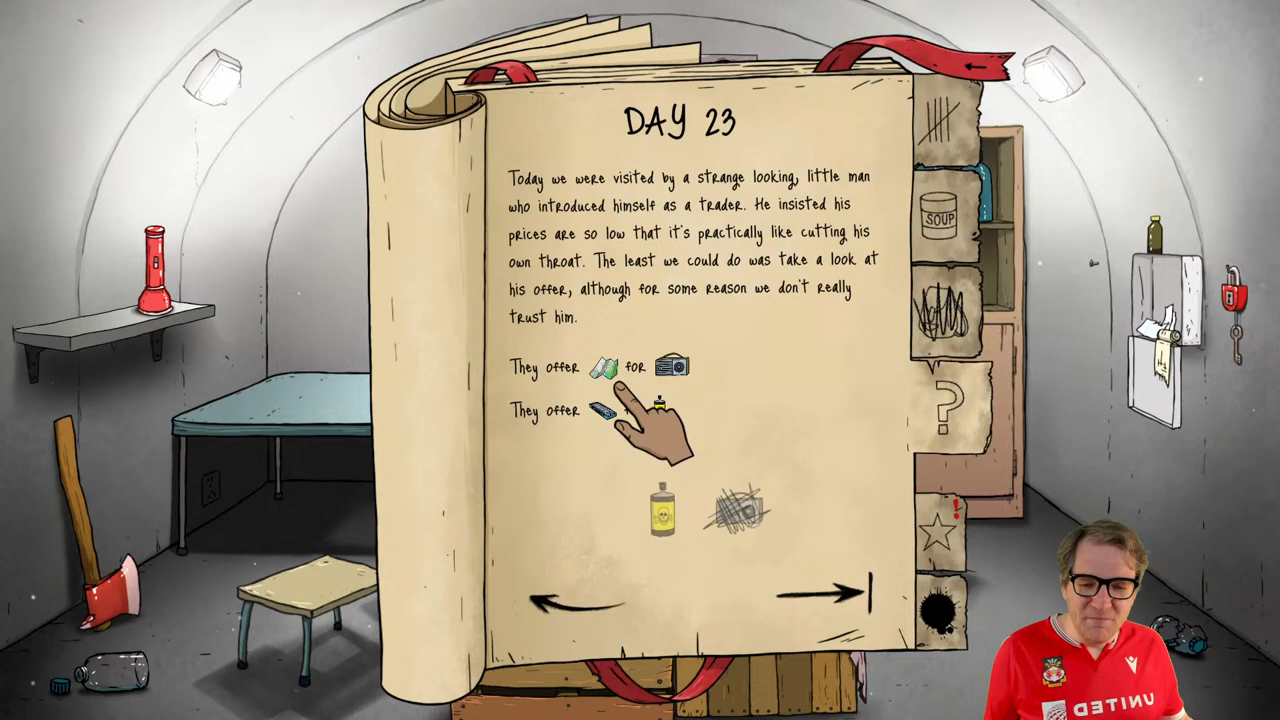 DAY 23
Today we were visited by a strange looking, little man
who introduced himself as a trader. He insisted his
prices are so low that it's practically like cutting his
own throat. The least we could do was take a look at
his offer, although for some reason we don't really
trust him.
They offer for
They offer
SOUP
?
!
UNITED